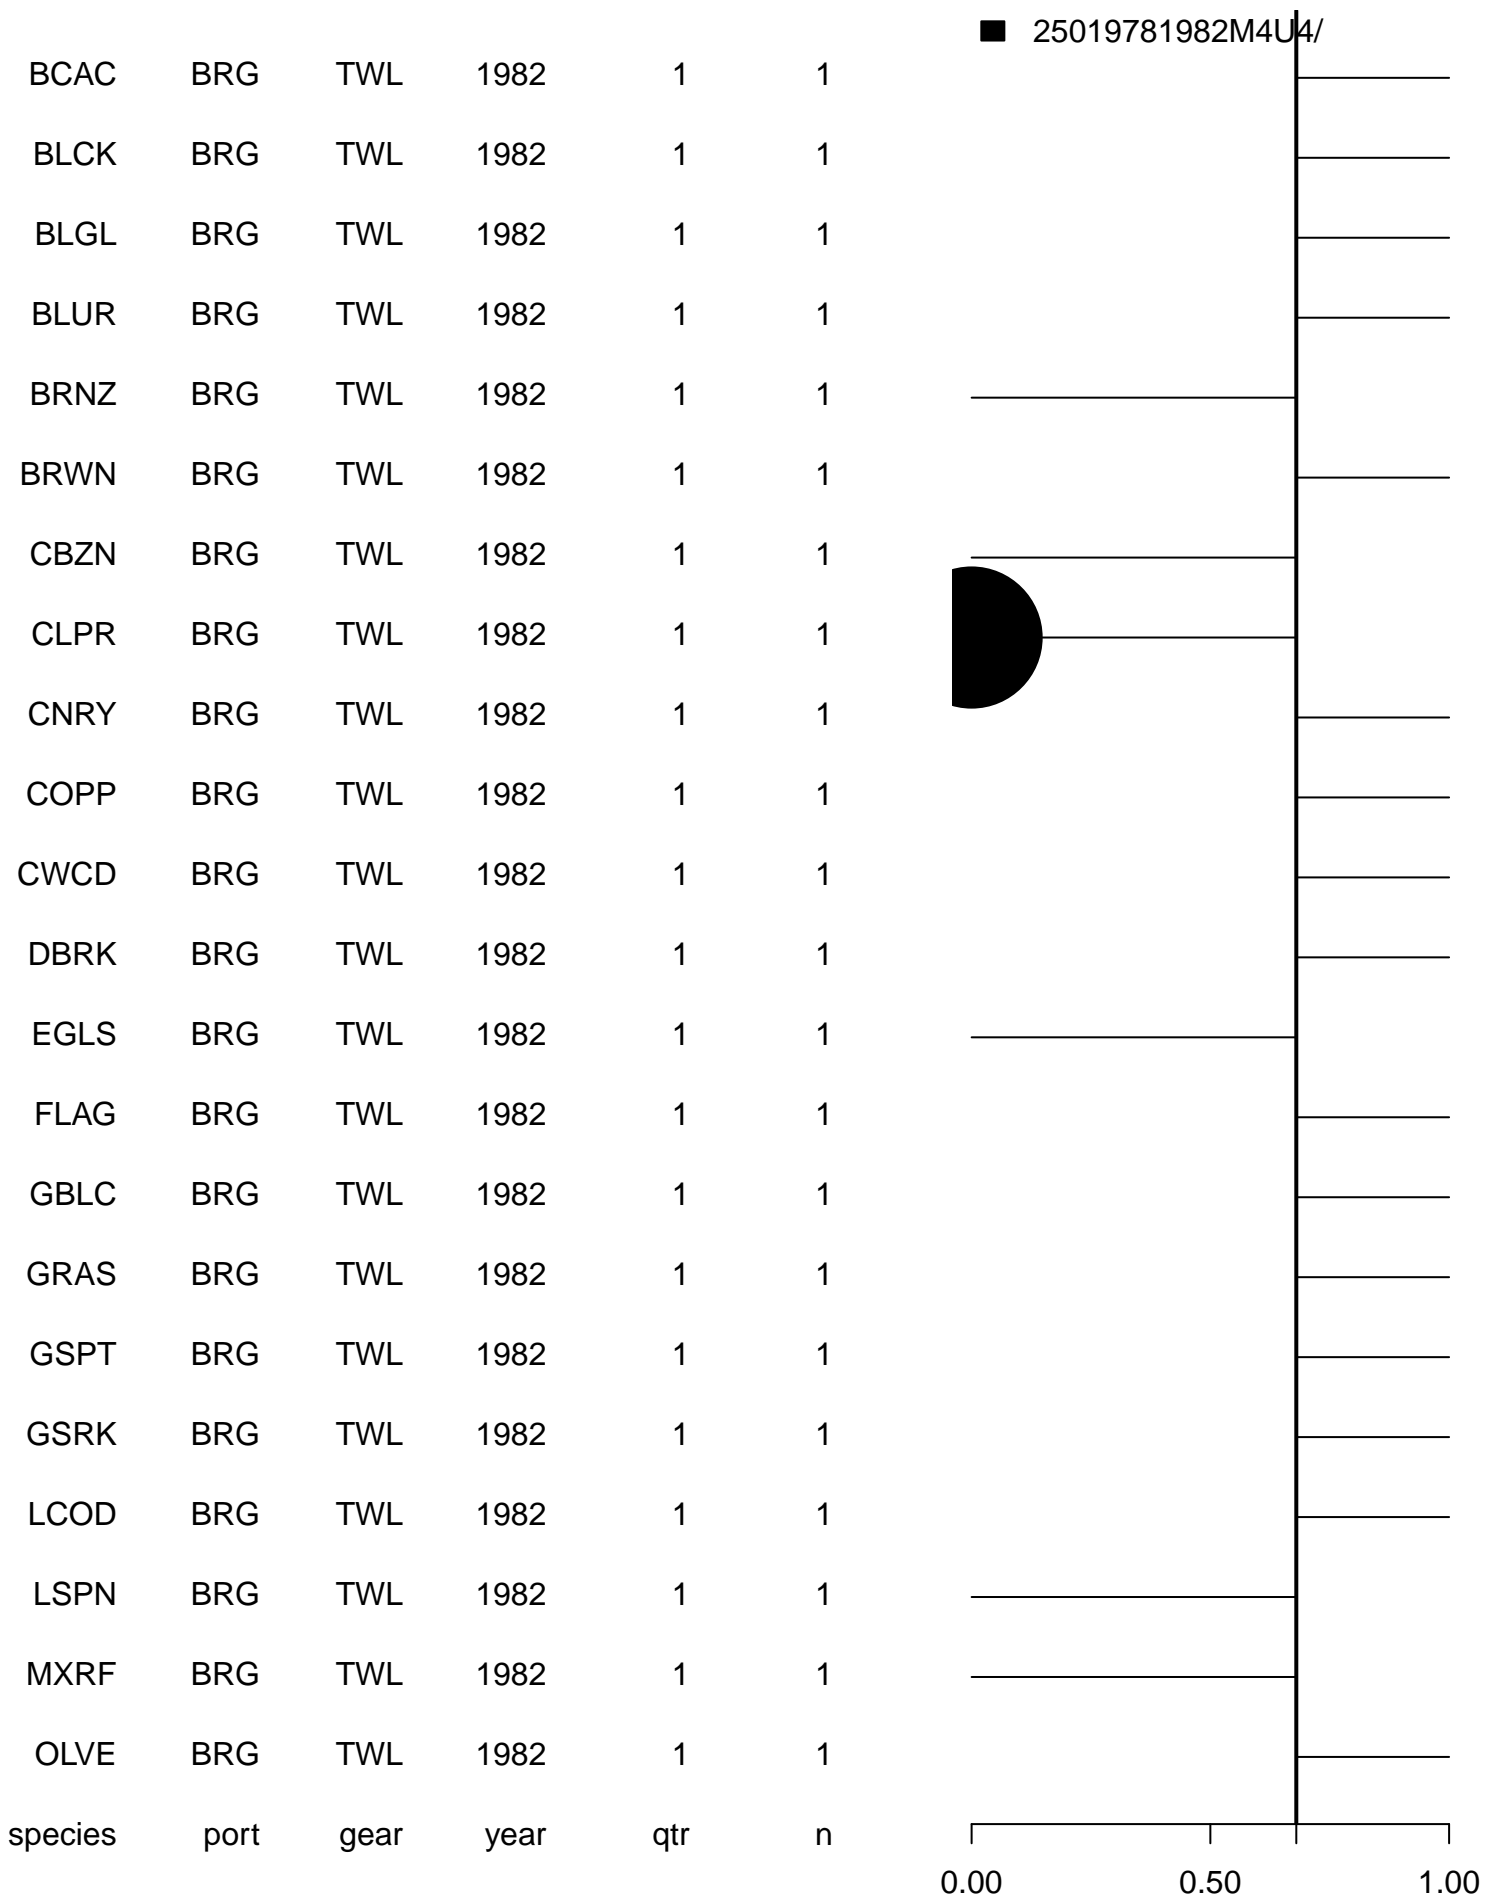 25019781982M4U4/
BCAC BRG TWL 1982 1 1
BLCK BRG TWL 1982 1 1
BLGL BRG TWL 1982 1 1
BLUR BRG TWL 1982 1 1
BRNZ BRG TWL 1982 1 1
BRWN BRG TWL 1982 1 1
CBZN BRG TWL 1982 1 1
CLPR BRG TWL 1982 1 1
CNRY BRG TWL 1982 1 1
COPP BRG TWL 1982 1 1
CWCD BRG TWL 1982 1 1
DBRK BRG TWL 1982 1 1
EGLS BRG TWL 1982 1 1
FLAG BRG TWL 1982 1 1
GBLC BRG TWL 1982 1 1
GRAS BRG TWL 1982 1 1
GSPT BRG TWL 1982 1 1
GSRK BRG TWL 1982 1 1
LCOD BRG TWL 1982 1 1
LSPN BRG TWL 1982 1 1
MXRF BRG TWL 1982 1 1
OLVE BRG TWL 1982 1 1
species port gear year qtr n
0.00 0.50 1.00